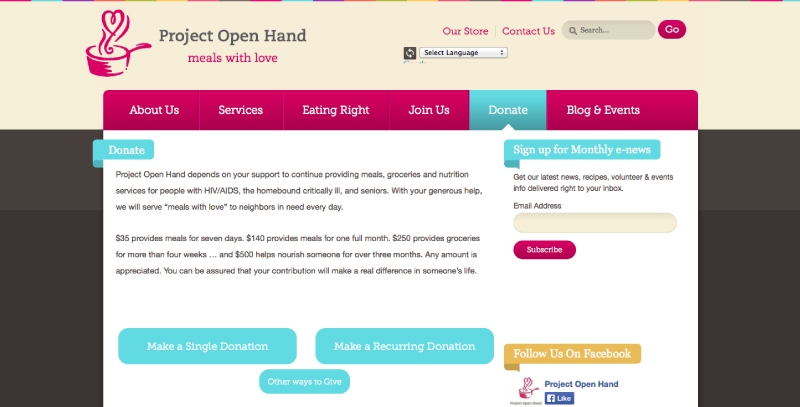 Project Open Hand
meals with love
Our Store
Contact Us
Search...
Go
Select Language
About Us
Services
Eating Right
Join Us
Donate
Blog & Events
Donate
Project Open Hand depends on your support to continue providing meals, groceries and nutrition
services for people with HIV/AIDS, the homebound critically ill, and seniors. With your generous help,
we will serve “meals with love” to neighbors in need every day.
$35 provides meals for seven days. $140 provides meals for one full month. $250 provides groceries
for more than four weeks … and $500 helps nourish someone for over three months. Any amount is
appreciated. You can be assured that your contribution will make a real difference in someone's life.
Make a Single Donation
Make a Recurring Donation
Other ways to Give
Sign up for Monthly e-news
Get our latest news, recipes, volunteer & events
info delivered right to your inbox.
Email Address
Subscribe
Follow Us On Facebook
Project Open Hand
Project Open Hand
Like